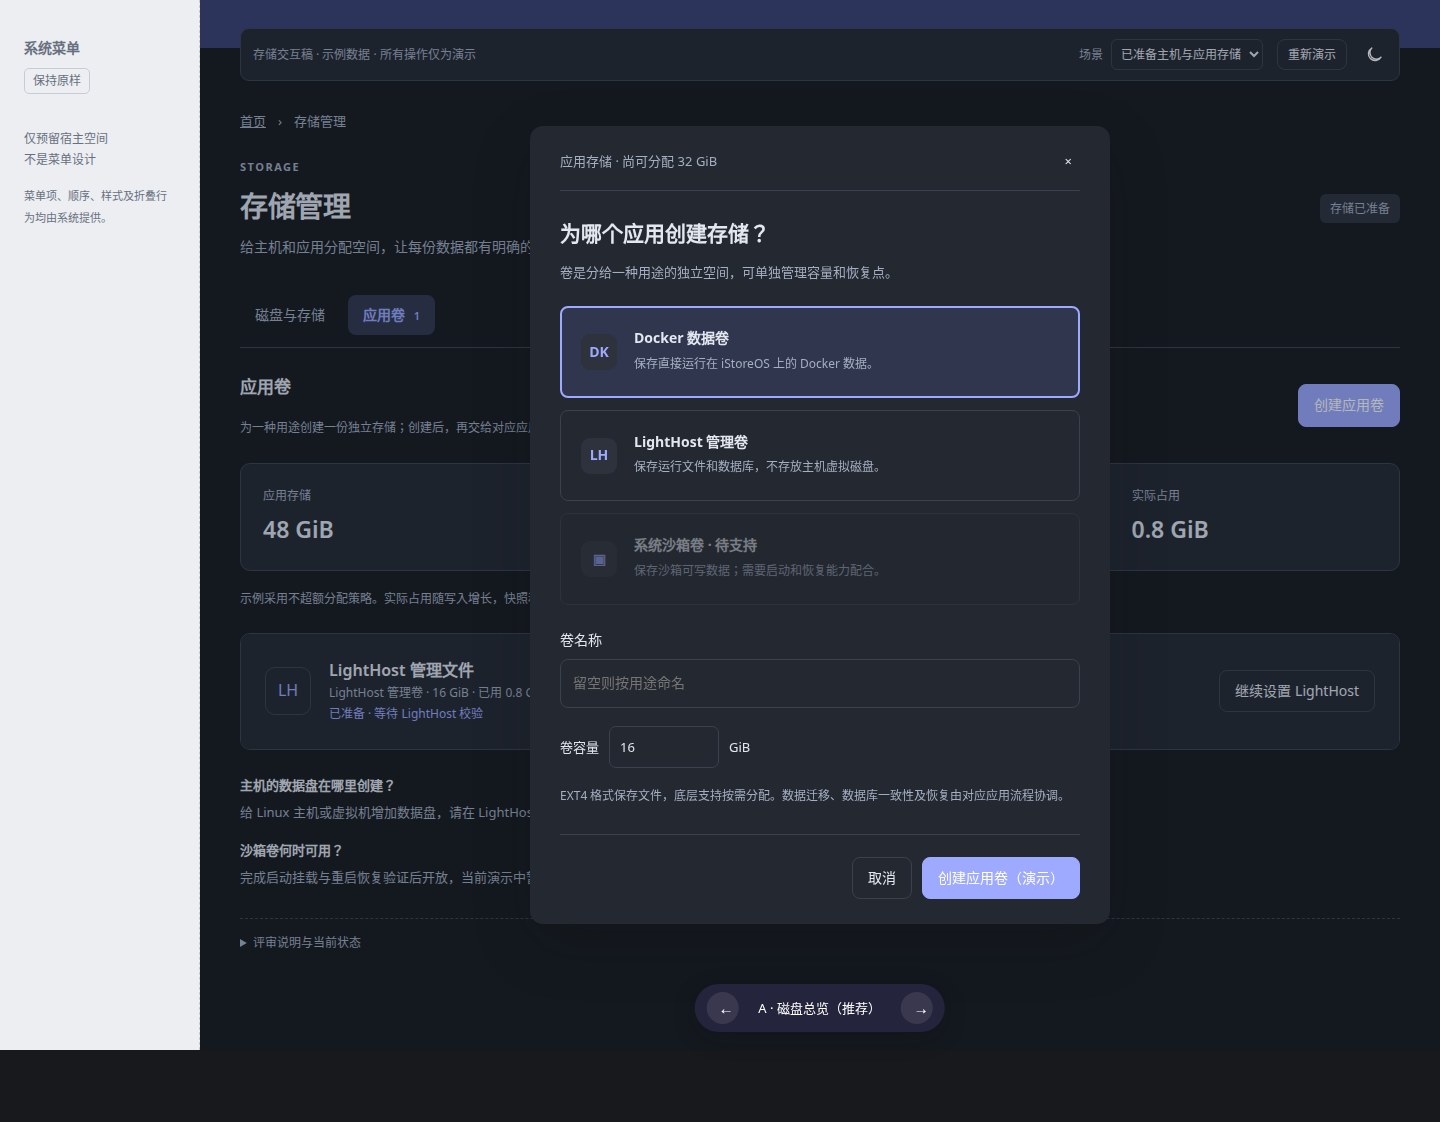 系统菜单
保持原样
仅预留宿主空间
不是菜单设计
菜单项、顺序、样式及折叠行
为均由系统提供。
存储交互稿 · 示例数据 · 所有操作仅为演示
场景
已准备主机与应用存储
重新演示
首页 › 存储管理
STORAGE
存储管理
存储已准备
给主机和应用分配空间，让每份数据都有明确的
磁盘与存储
应用卷 1
应用卷
为一种用途创建一份独立存储；创建后，再交给对应应
创建应用卷
应用存储
48 GiB
实际占用
0.8 GiB
示例采用不超额分配策略。实际占用随写入增长，快照
LH
LightHost 管理文件
LightHost 管理卷 · 16 GiB · 已用 0.8 G
已准备 · 等待 LightHost 校验
继续设置 LightHost
主机的数据盘在哪里创建？
给 Linux 主机或虚拟机增加数据盘，请在 LightHos
沙箱卷何时可用？
完成启动挂载与重启恢复验证后开放，当前演示中
▶ 评审说明与当前状态
应用存储 · 尚可分配 32 GiB
×
为哪个应用创建存储？
卷是分给一种用途的独立空间，可单独管理容量和恢复点。
DK
Docker 数据卷
保存直接运行在 iStoreOS 上的 Docker 数据。
LH
LightHost 管理卷
保存运行文件和数据库，不存放主机虚拟磁盘。
▣
系统沙箱卷 · 待支持
保存沙箱可写数据；需要启动和恢复能力配合。
卷名称
留空则按用途命名
卷容量 16 GiB
EXT4 格式保存文件，底层支持按需分配。数据迁移、数据库一致性及恢复由对应应用流程协调。
取消
创建应用卷（演示）
← A · 磁盘总览（推荐） →